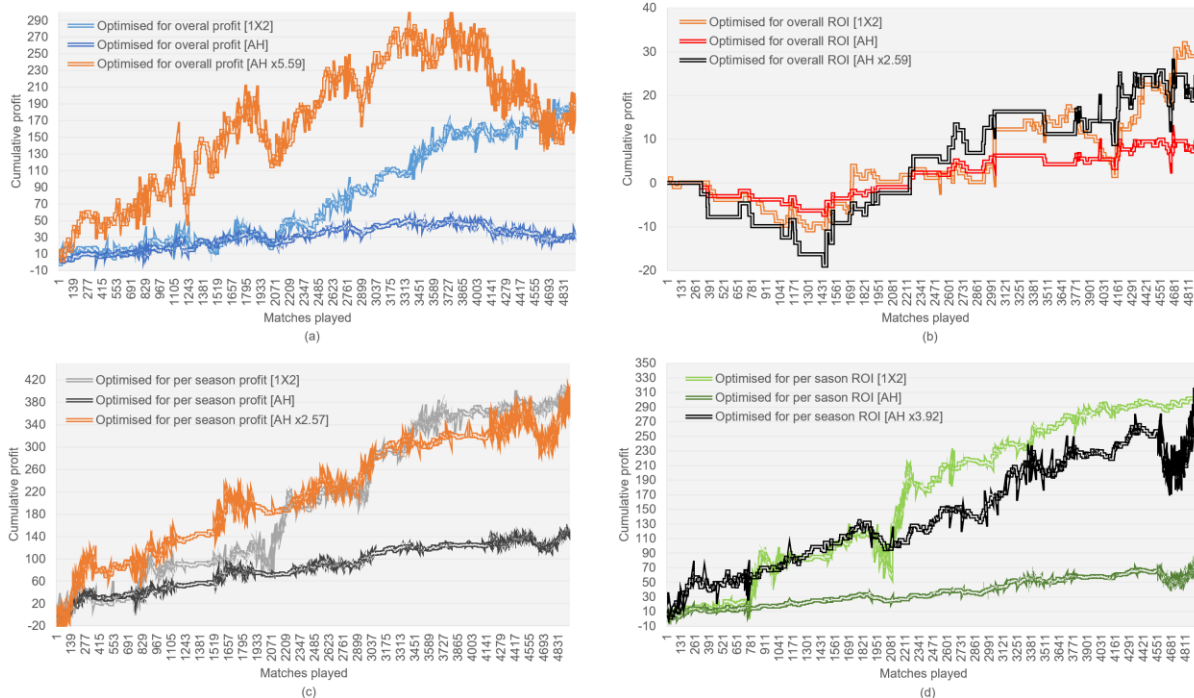 Optimised for overal profit [1X2]
Optimised for overal profit [AH]
Optimised for overal profit [AH x5.59]
Cumulative profit
290
270
250
230
210
190
170
150
130
110
90
70
50
30
10
-10
1 139 277 415 553 691 829 967 1105 1243 1381 1519 1657 1795 1933 2071 2209 2347 2485 2623 2761 2899 3037 3175 3313 3451 3589 3727 3865 4003 4141 4279 4417 4555 4693 4831
Matches played
(a)
Optimised for overall ROI [1X2]
Optimised for overall ROI [AH]
Optimised for overall ROI [AH x2.59]
Cumulative profit
40
30
20
10
0
-10
-20
1 131 261 391 521 651 781 911 1041 1171 1301 1431 1561 1691 1821 1951 2081 2211 2341 2471 2601 2731 2861 2991 3121 3251 3381 3511 3641 3771 3901 4031 4161 4291 4421 4551 4681 4811
Matches played
(b)
Optimised for per season profit [1X2]
Optimised for per season profit [AH]
Optimised for per season profit [AH x2.57]
Cumulative profit
420
380
340
300
260
220
180
140
100
60
20
-20
1 139 277 415 553 691 829 967 1105 1243 1381 1519 1657 1795 1933 2071 2209 2347 2485 2623 2761 2899 3037 3175 3313 3451 3589 3727 3865 4003 4141 4279 4417 4555 4693 4831
Matches played
(c)
Optimised for per sason ROI [1X2]
Optimised for per season ROI [AH]
Optimised for per season ROI [AH x3.92]
Cumulative profit
350
330
310
290
270
250
230
210
190
170
150
130
110
90
70
50
30
10
-10
1 131 261 391 521 651 781 911 1041 1171 1301 1431 1561 1691 1821 1951 2081 2211 2341 2471 2601 2731 2861 2991 3121 3251 3381 3511 3641 3771 3901 4031 4161 4291 4421 4551 4681 4811
Matches played
(d)